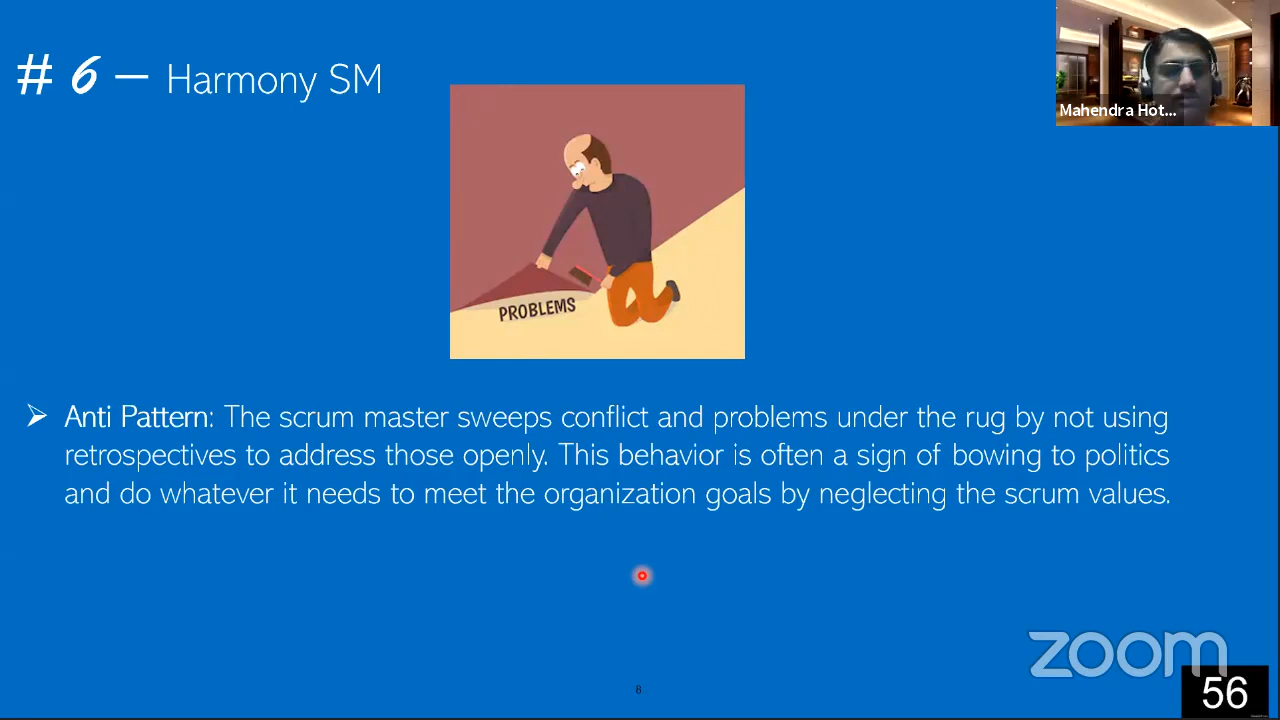 # 6 – Harmony SM
Mahendra Hot...
PROBLEMS
➢ Anti Pattern: The scrum master sweeps conflict and problems under the rug by not using
retrospectives to address those openly. This behavior is often a sign of bowing to politics
and do whatever it needs to meet the organization goals by neglecting the scrum values.
zoom
8
56